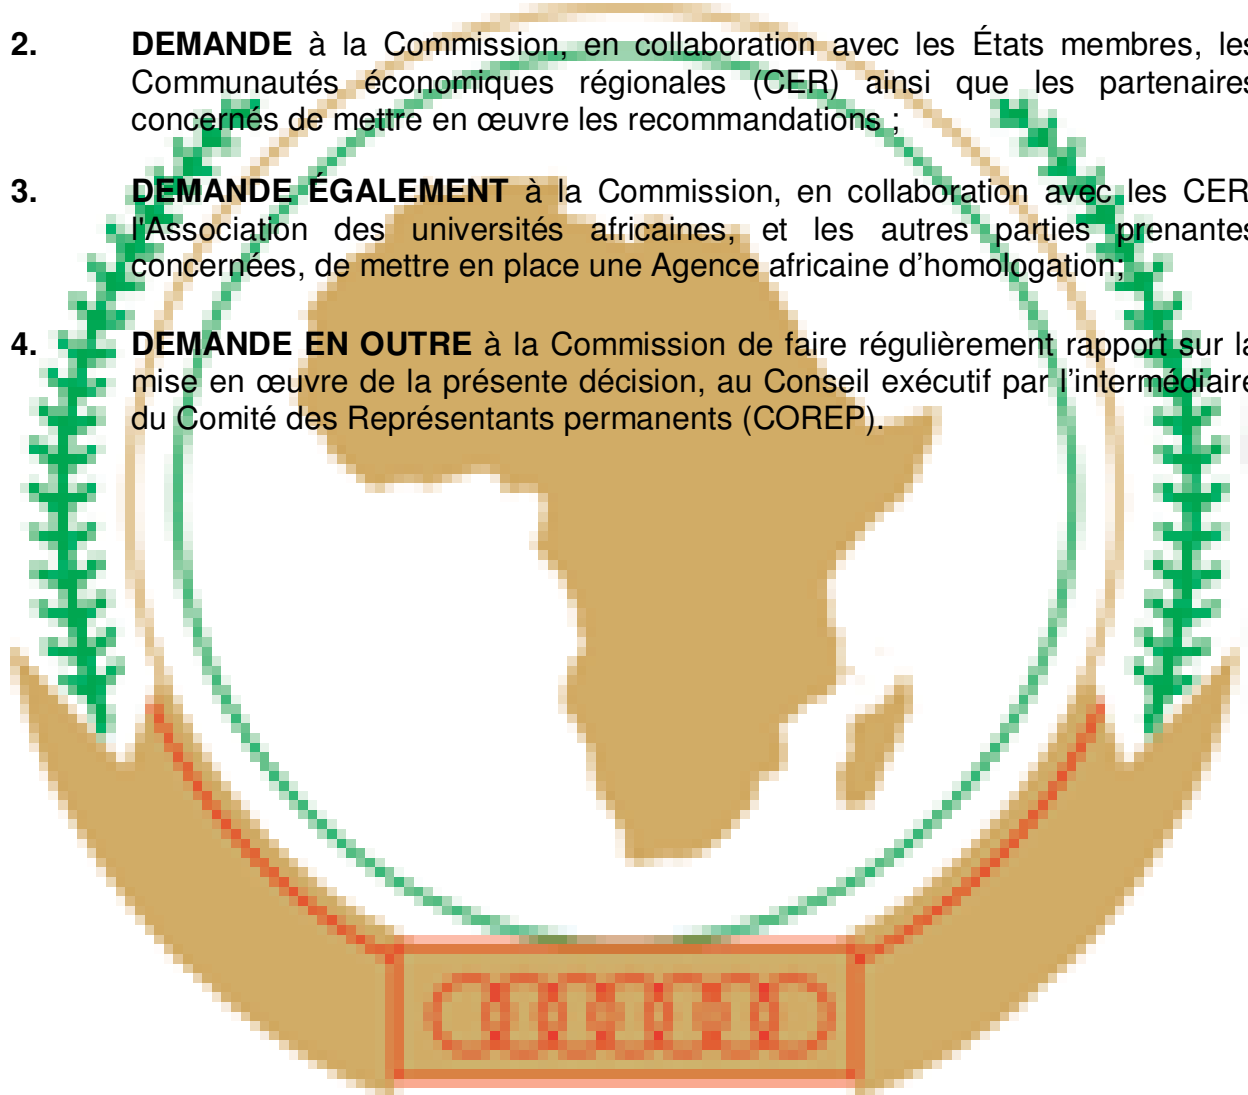 2. DEMANDE à la Commission, en collaboration avec les États membres, les
Communautés économiques régionales (CER) ainsi que les partenaires
concernés de mettre en œuvre les recommandations ;
3. DEMANDE ÉGALEMENT à la Commission, en collaboration avec les CER
l'Association des universités africaines, et les autres parties prenantes
concernées, de mettre en place une Agence africaine d’homologation;
4. DEMANDE EN OUTRE à la Commission de faire régulièrement rapport sur la
mise en œuvre de la présente décision, au Conseil exécutif par l’intermédiaire
du Comité des Représentants permanents (COREP).